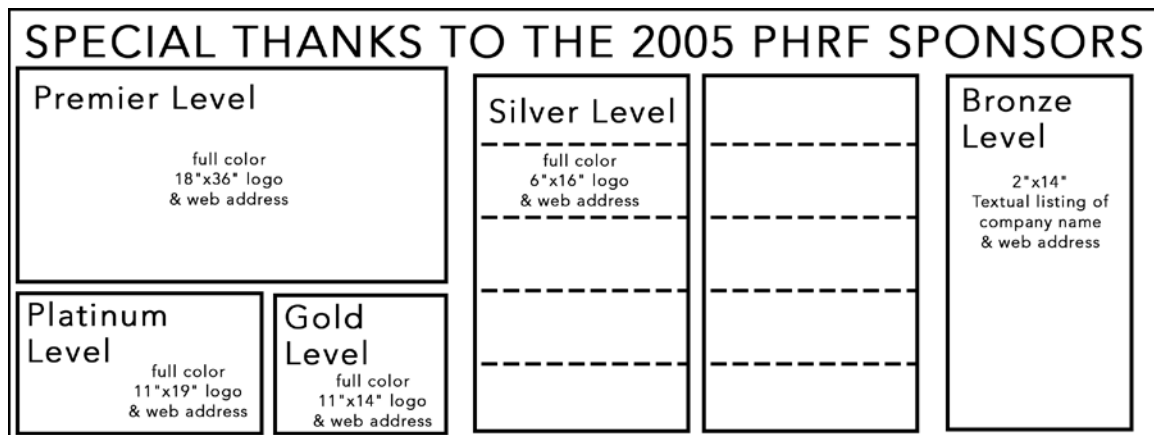 SPECIAL THANKS TO THE 2005 PHRF SPONSORS
Premier Level
full color
18"x36" logo
& web address
Platinum
Level
full color
11"x19" logo
& web address
Gold
Level
full color
11"x14" logo
& web address
Silver Level
full color
6"x16" logo
& web address
Bronze
Level
2"x14"
Textual listing of
company name
& web address